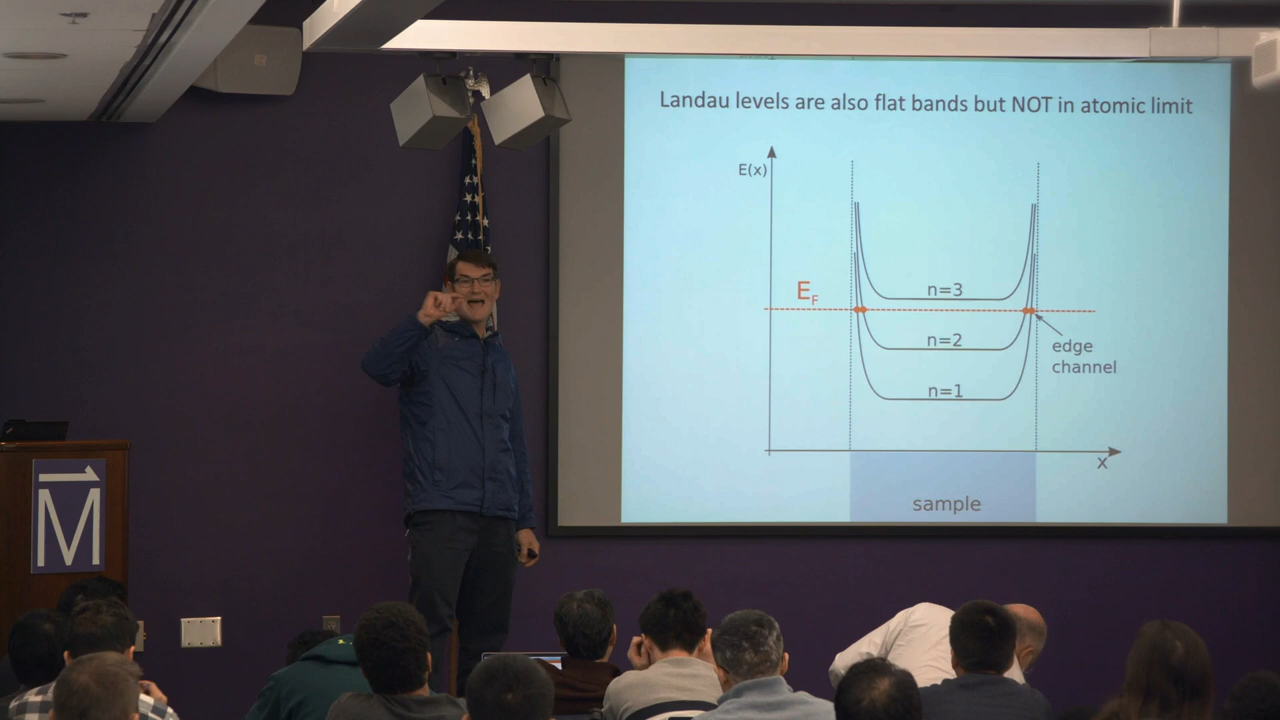 Landau levels are also flat bands but NOT in atomic limit
E(x)
n=3
E_F
n=2
edge
channel
n=1
x
sample
M